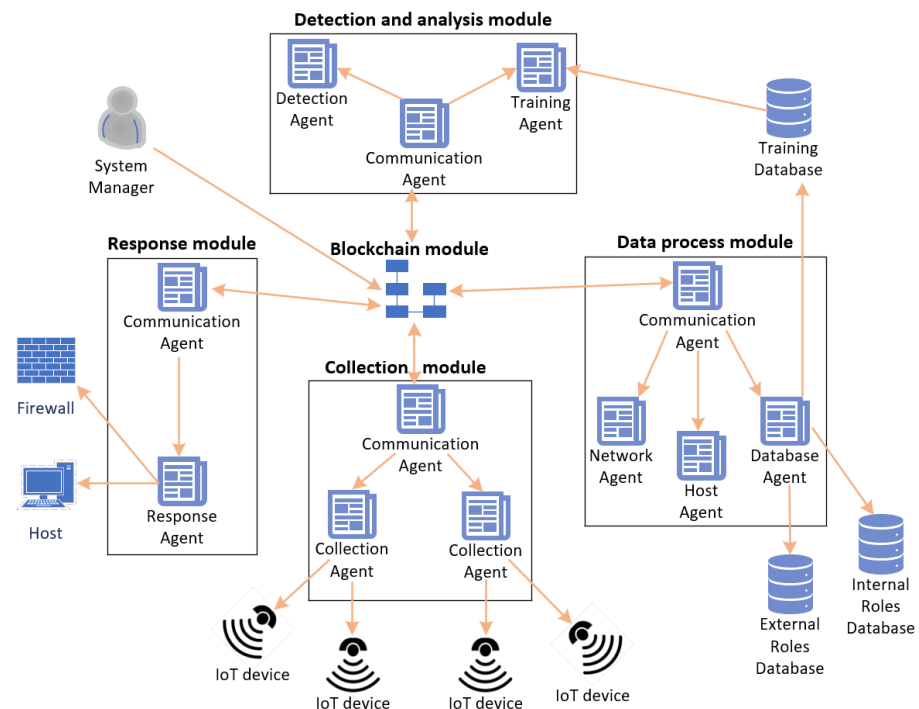 Detection and analysis module
Detection
Agent
Training
Agent
Communication
Agent
System
Manager
Training
Database
Response module
Blockchain module
Data process module
Communication
Agent
Communication
Agent
Firewall
Collection module
Communication
Agent
Network
Agent
Host
Agent
Database
Agent
Host
Response
Agent
Collection
Agent
Collection
Agent
Internal
Roles
Database
External
Roles
Database
IoT device
IoT device
IoT device
IoT device